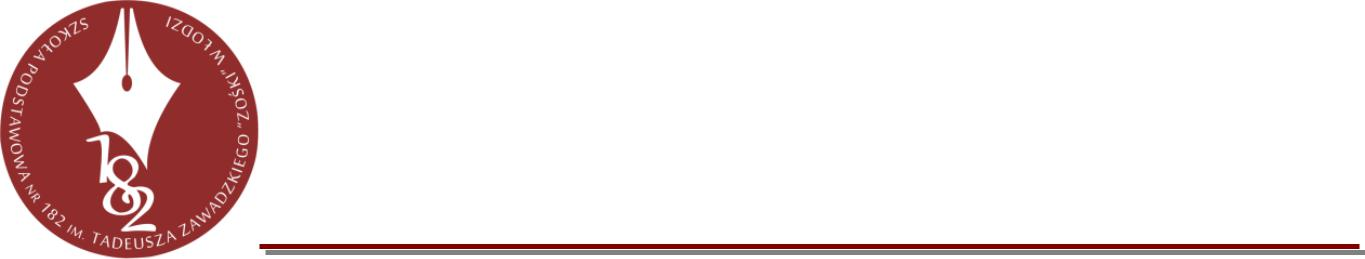 SZKOŁA PODSTAWOWA NR 182 IM. TADEUSZA ZAWADZKIEGO "ZOŚKI" W ŁODZI
182